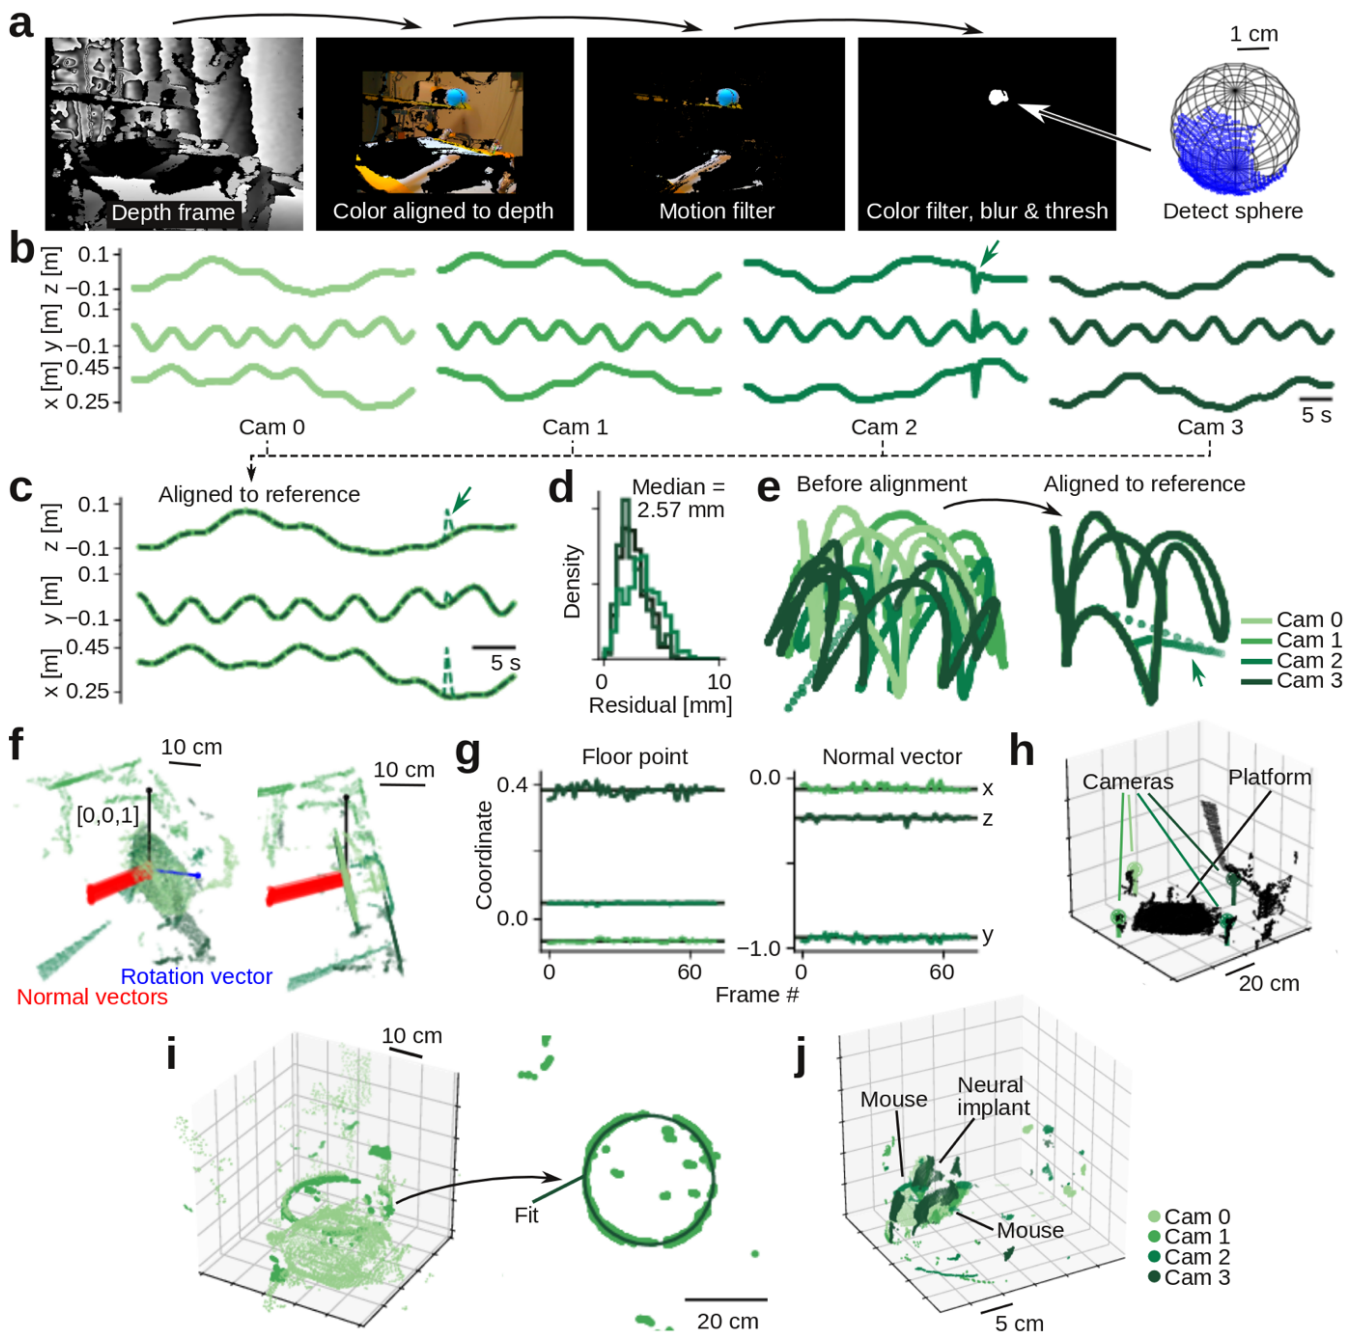 a
1 cm
Depth frame
Color aligned to depth
Motion filter
Color filter, blur & thresh
Detect sphere
b
z [m]
0.1
−0.1
y [m]
0.1
−0.1
x [m]
0.45
0.25
5 s
Cam 0
Cam 1
Cam 2
Cam 3
c
Aligned to reference
z [m]
0.1
−0.1
y [m]
0.1
−0.1
x [m]
0.45
0.25
5 s
d
Median =
2.57 mm
Density
0
10
Residual [mm]
e
Before alignment
Aligned to reference
Cam 0
Cam 1
Cam 2
Cam 3
f
10 cm
10 cm
[0,0,1]
Rotation vector
Normal vectors
g
Floor point
Normal vector
Coordinate
0.4
0.0
0
60
0.0
−0.5
−1.0
x
z
y
0
60
Frame #
h
Cameras
Platform
20 cm
i
10 cm
Fit
20 cm
j
Mouse
Neural
implant
Mouse
5 cm
Cam 0
Cam 1
Cam 2
Cam 3